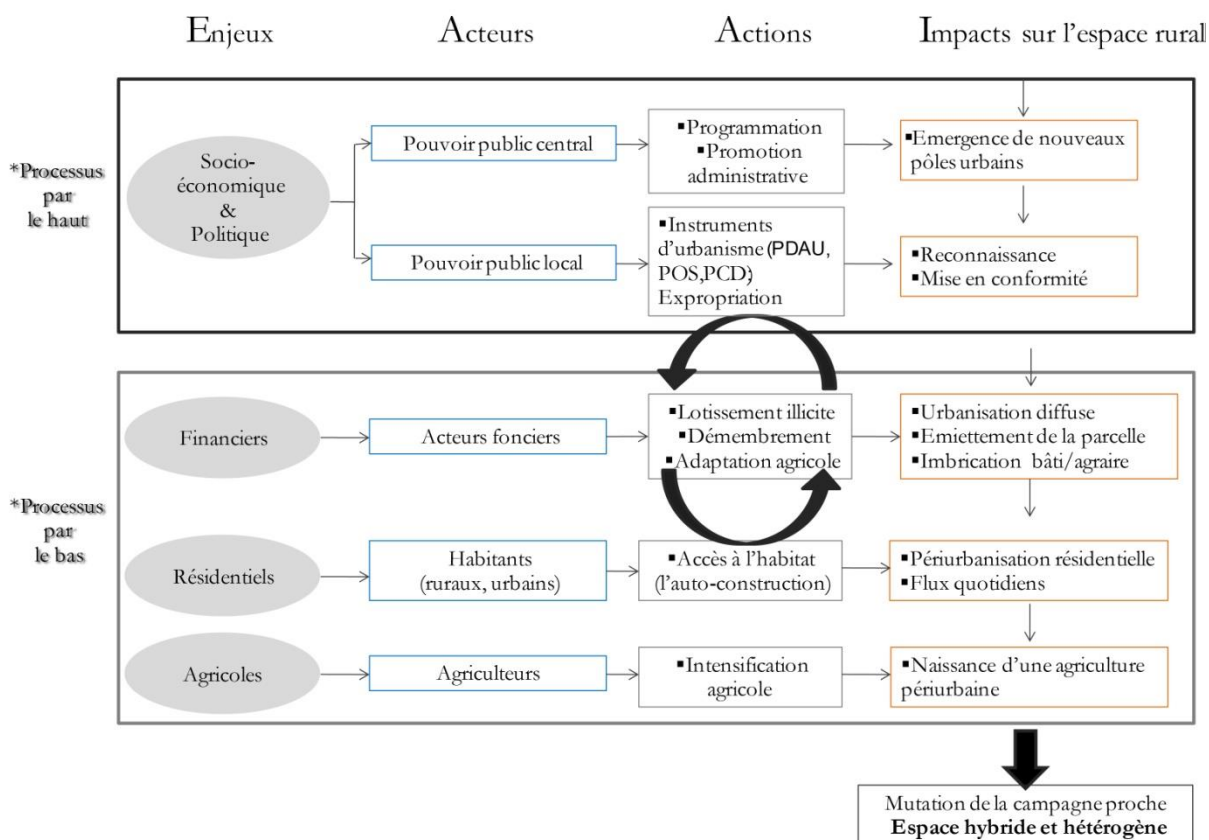 Enjeux
Acteurs
Actions
Impacts sur l’espace rural
*Processus
par
le haut
Socio-
économique
&
Politique
Pouvoir public central
▪Programmation
▪Promotion
administrative
▪Emergence de nouveaux
pôles urbains
Pouvoir public local
▪Instruments
d’urbanisme (PDAU,
POS,PCD;
Expropriation
▪Reconnaissance
▪Mise en conformité
*Processus
par
le bas
Financiers
Acteurs fonciers
▪Lotissement illicite
▪Démembrement
▪Adaptation agricole
▪Urbanisation diffuse
▪Emiettement de la parcelle
▪Imbrication bâti/agraire
Résidentiels
Habitants
(ruraux, urbains)
▪Accès à l’habitat
(l’auto-construction)
▪Périurbanisation résidentielle
▪Flux quotidiens
Agricoles
Agriculteurs
▪Intensification
agricole
▪Naissance d’une agriculture
périurbaine
Mutation de la campagne proche
Espace hybride et hétérogène